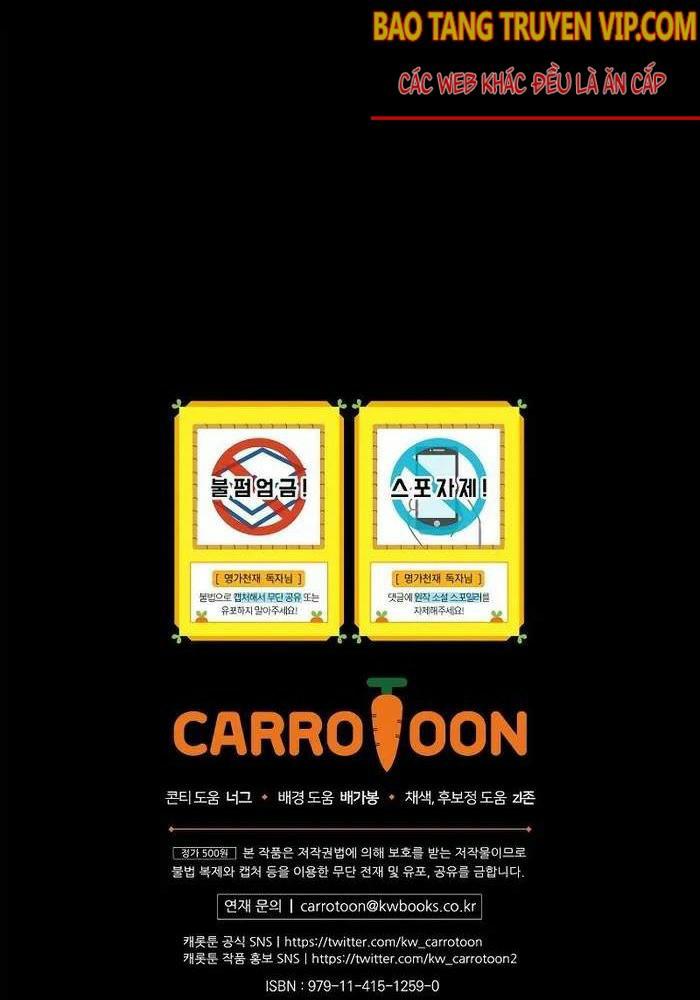 BAO TANG TRUYEN VIP.COM
CÁC WEB KHÁC ĐỀU LÀ ĂN CẮP
불펌엄금!
스포자제!
[ 명가천재 독자님 ]
불법으로 캡처해서 무단 공유 또는
유포하지 말아주세요!
[ 명가천재 독자님 ]
댓글에 원작 소설 스포일러를
자제해주세요!
CARROTOON
콘티 도움 너그 ◆ 배경 도움 배가봉 ◆ 채색, 후보정 도움 zl존
정가 500원 본 작품은 저작권법에 의해 보호를 받는 저작물이므로
불법 복제와 캡처 등을 이용한 무단 전재 및 유포, 공유를 금합니다.
연재 문의 | carrotoon@kwbooks.co.kr
캐롯툰 공식 SNS | https://twitter.com/kw_carrotoon
캐롯툰 작품 홍보 SNS | https://twitter.com/kw_carrotoon2
ISBN : 979-11-415-1259-0